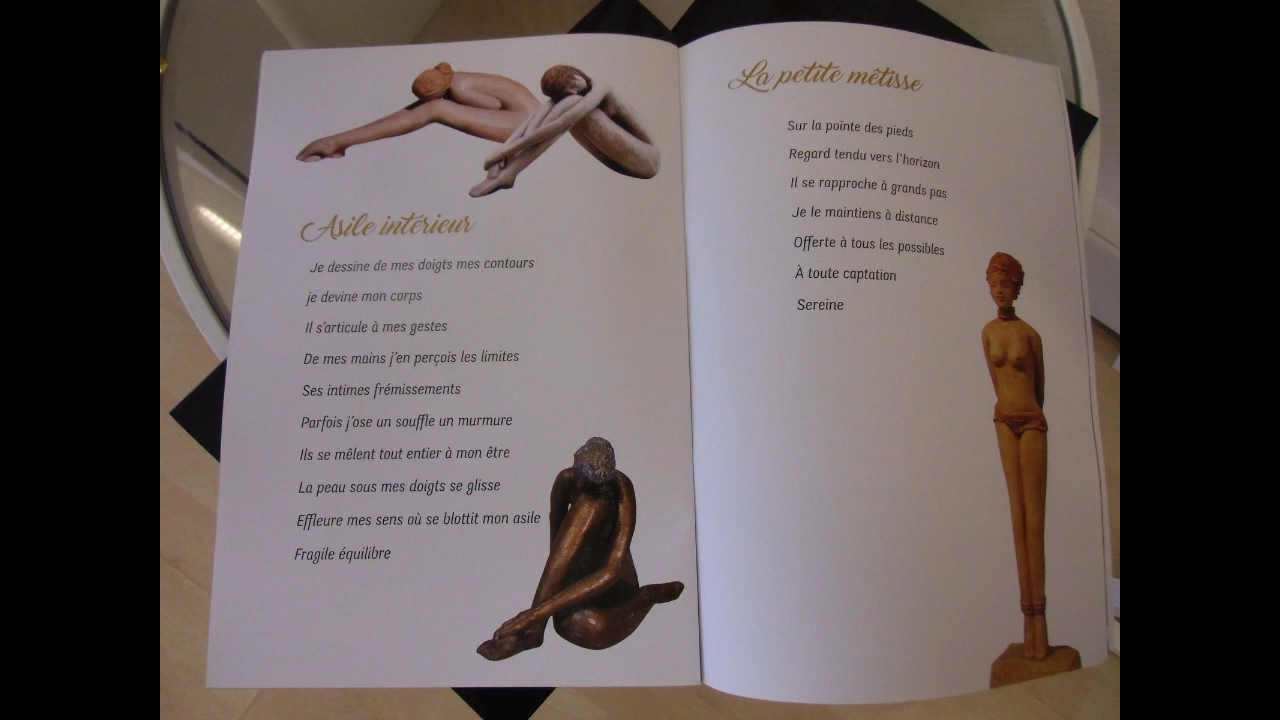 Asile intérieur
Je dessine de mes doigts mes contours
je devine mon corps
Il s'articule à mes gestes
De mes mains j'en perçois les limites
Ses intimes frémissements
Parfois j'ose un souffle un murmure
Ils se mêlent tout entier à mon être
La peau sous mes doigts se glisse
Effleure mes sens où se blottit mon asile
Fragile équilibre
La petite métisse
Sur la pointe des pieds
Regard tendu vers l'horizon
Il se rapproche à grands pas
Je le maintiens à distance
Offerte à tous les possibles
À toute captation
Sereine